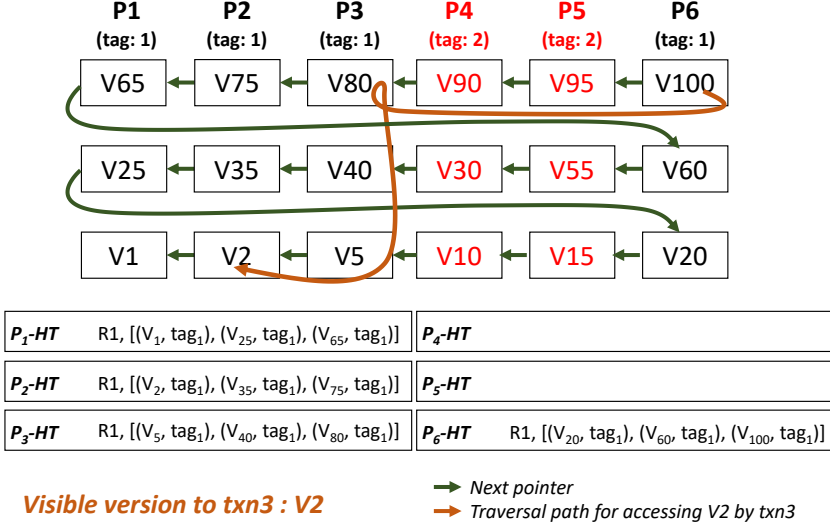 P1 P2 P3 P4 P5 P6
(tag: 1) (tag: 1) (tag: 1) (tag: 2) (tag: 2) (tag: 1)
V65 V75 V80 V90 V95 V100
V25 V35 V40 V30 V55 V60
V1 V2 V5 V10 V15 V20
P1-HT R1, [(V1, tag1), (V25, tag1), (V65, tag1)] P4-HT
P2-HT R1, [(V2, tag1), (V35, tag1), (V75, tag1)] P5-HT
P3-HT R1, [(V5, tag1), (V40, tag1), (V80, tag1)] P6-HT R1, [(V20, tag1), (V60, tag1), (V100, tag1)]
Visible version to txn3 : V2
Next pointer
Traversal path for accessing V2 by txn3